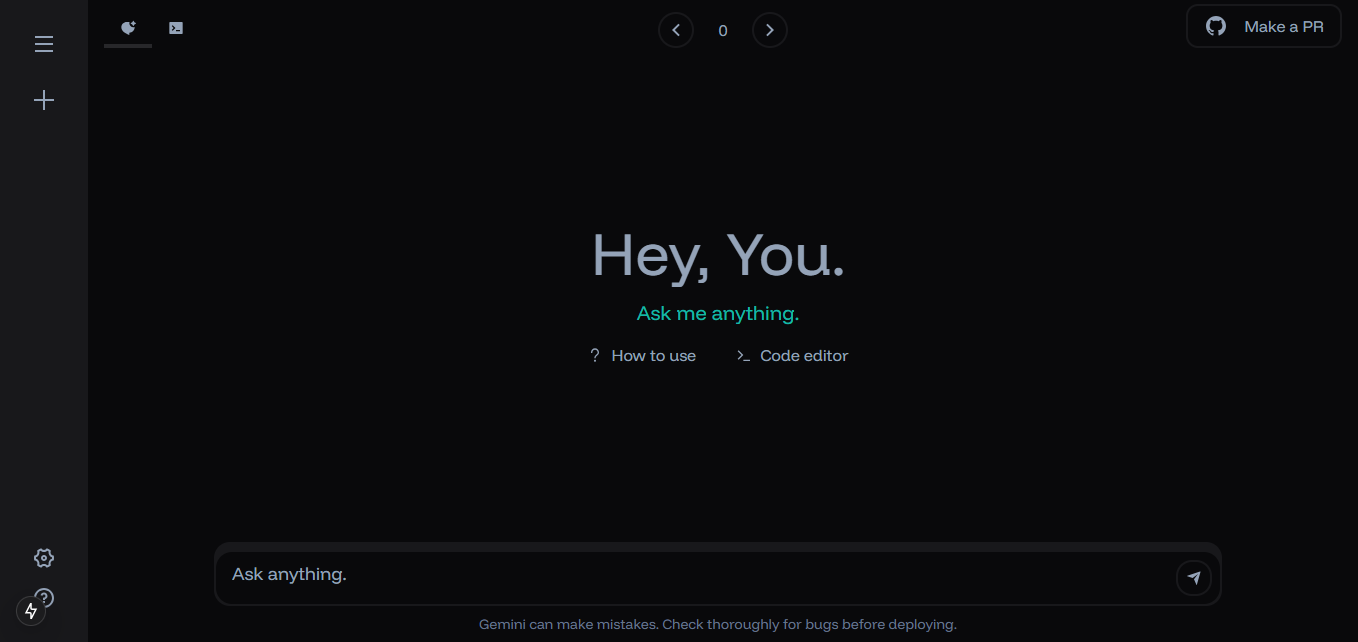 0
Make a PR
Hey, You.
Ask me anything.
? How to use
>_ Code editor
Ask anything.
Gemini can make mistakes. Check thoroughly for bugs before deploying.